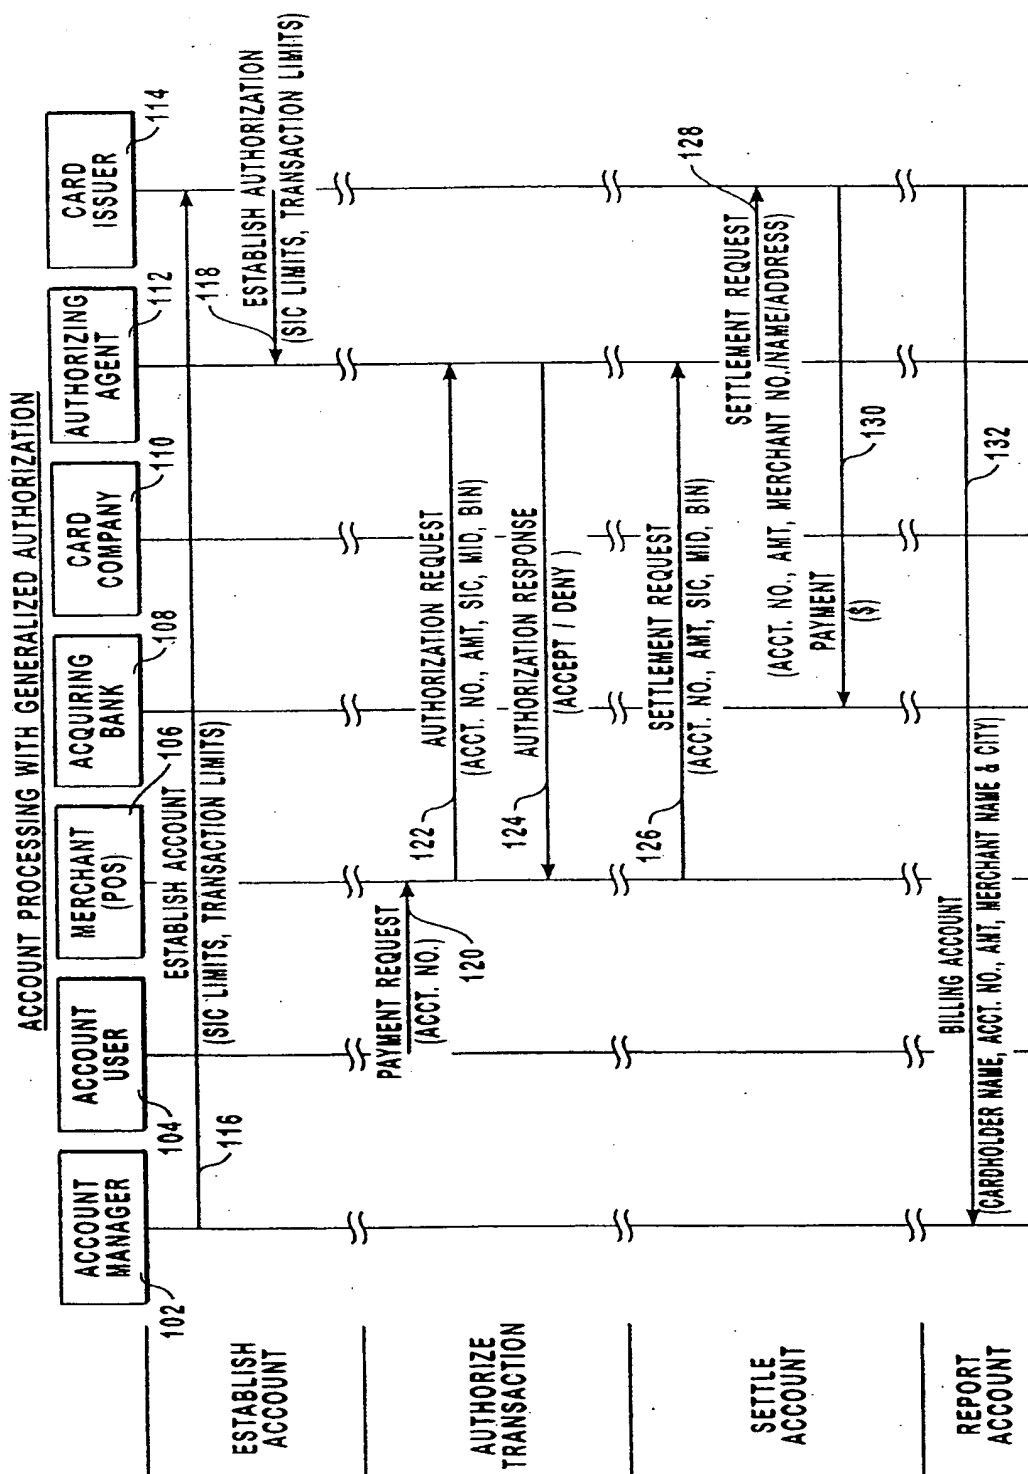 ACCOUNT PROCESSING WITH GENERALIZED AUTHORIZATION
ACCOUNT
MANAGER
102
ACCOUNT
USER
104
MERCHANT
(POS)
106
ACQUIRING
BANK
108
CARD
COMPANY
110
AUTHORIZING
AGENT
112
CARD
ISSUER
114
ESTABLISH
ACCOUNT
116
ESTABLISH ACCOUNT
(SIC LIMITS, TRANSACTION LIMITS)
118
ESTABLISH AUTHORIZATION
(SIC LIMITS, TRANSACTION LIMITS)
AUTHORIZE
TRANSACTION
PAYMENT REQUEST
(ACCT. NO.)
120
122
AUTHORIZATION REQUEST
(ACCT. NO., AMT, SIC, MID, BIN)
124
AUTHORIZATION RESPONSE
(ACCEPT / DENY)
SETTLE
ACCOUNT
126
SETTLEMENT REQUEST
(ACCT. NO., AMT, SIC, MID, BIN)
128
SETTLEMENT REQUEST
(ACCT. NO., AMT, MERCHANT NO./NAME/ADDRESS)
PAYMENT
($)
130
REPORT
ACCOUNT
BILLING ACCOUNT
(CARDHOLDER NAME, ACCT. NO., AMT, MERCHANT NAME & CITY)
132